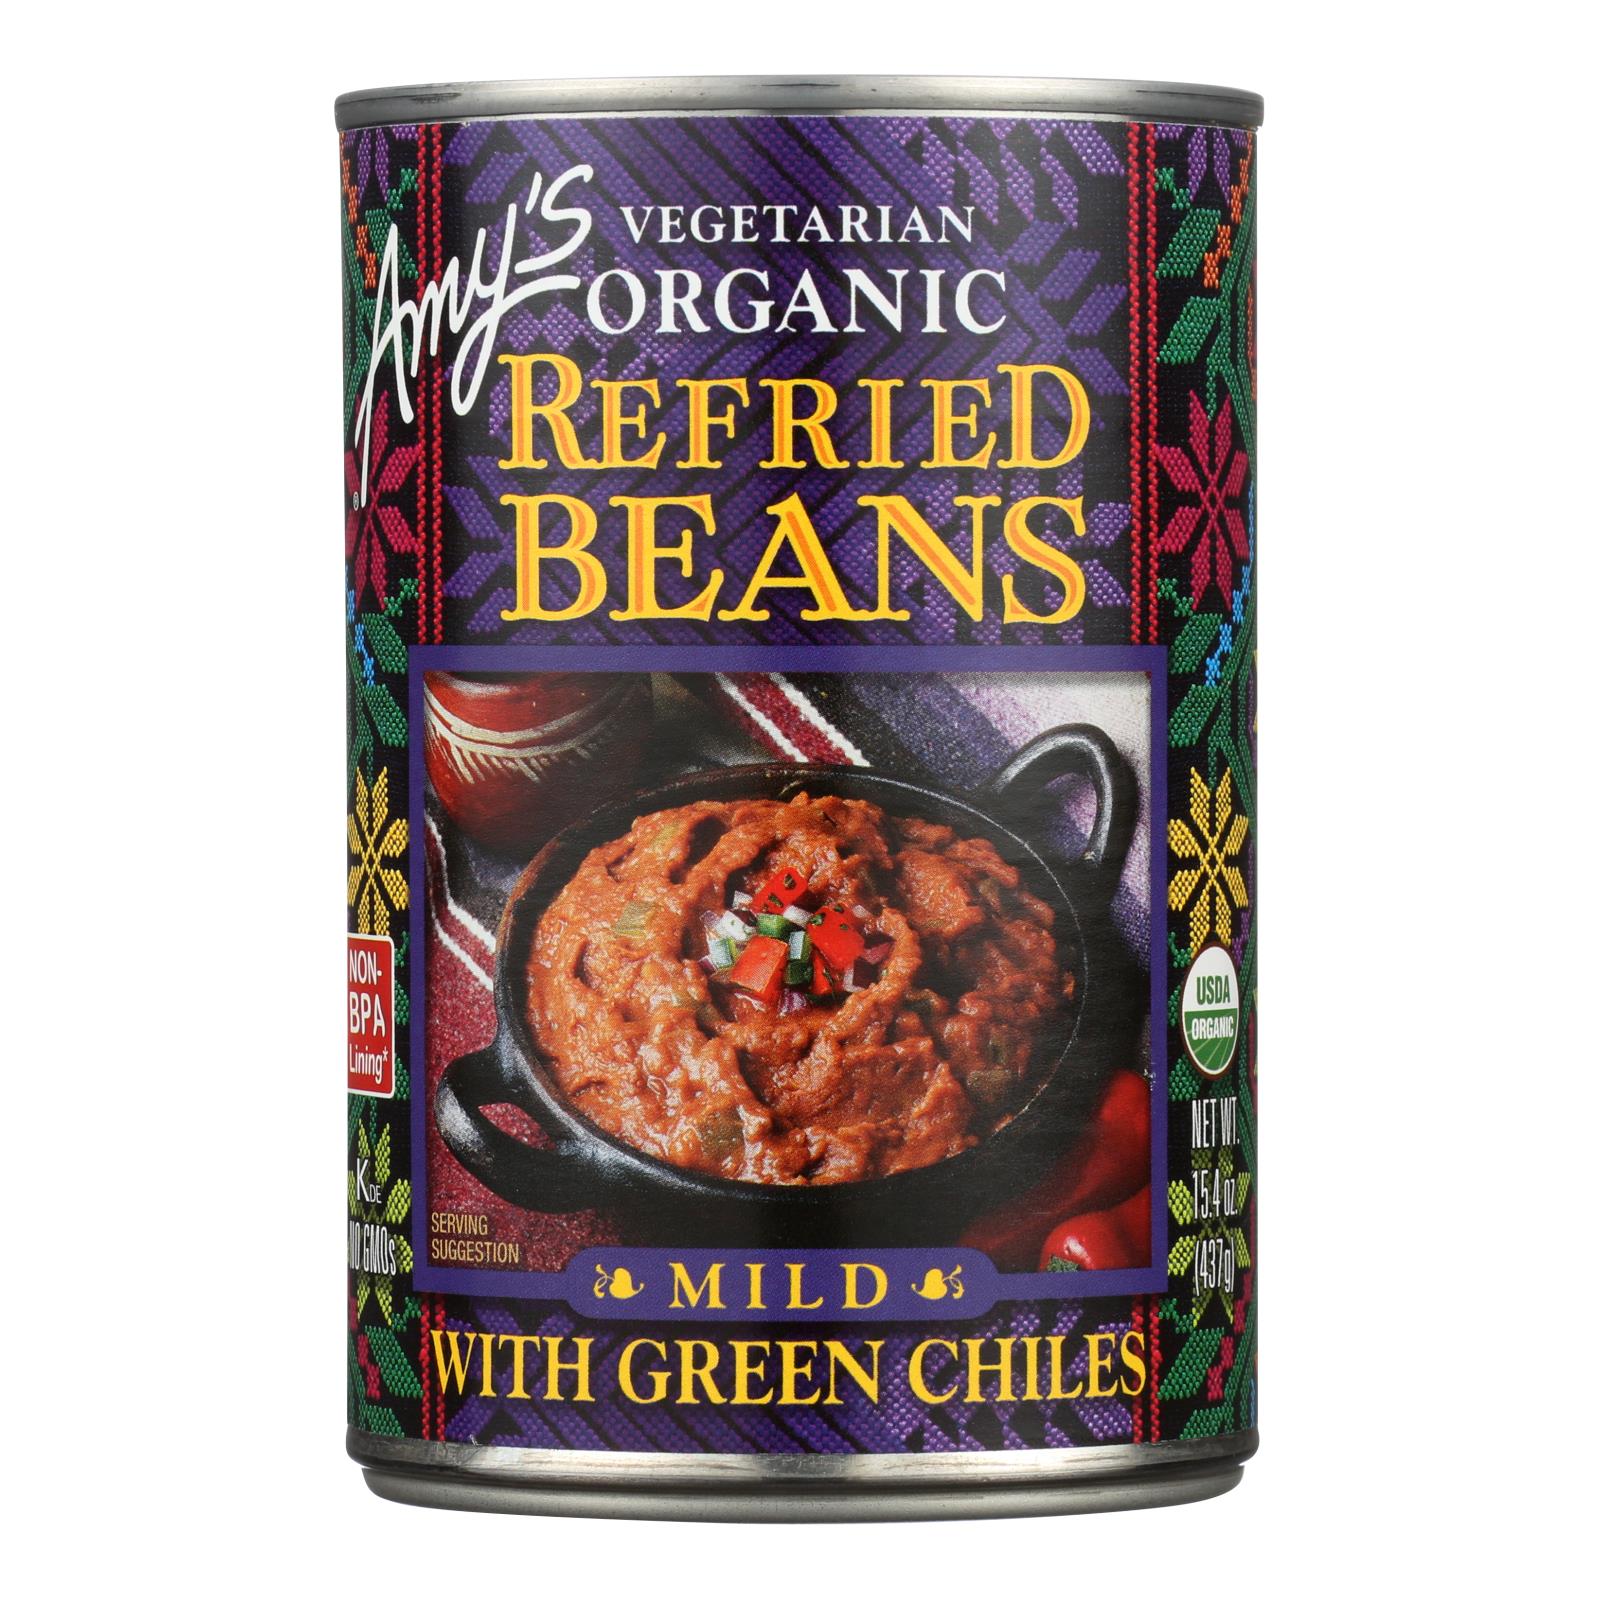 Amy's
®
VEGETARIAN
ORGANIC
REFRIED
BEANS
NON-
BPA
Lining*
USDA
ORGANIC
NET WT.
15.4 oz.
(437g)
K DE
NO GMOs
SERVING
SUGGESTION
MILD
WITH GREEN CHILES